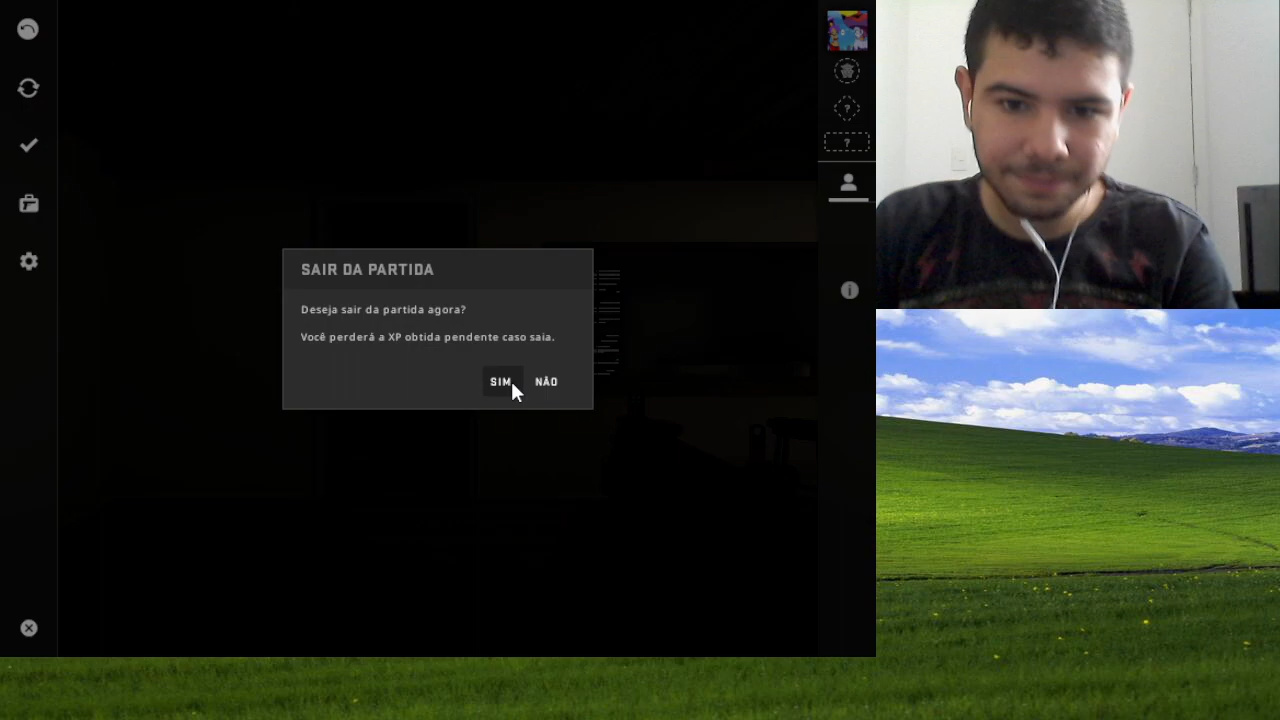 SAIR DA PARTIDA
Deseja sair da partida agora?
Você perderá a XP obtida pendente caso saia.
SIM NÃO
?
?